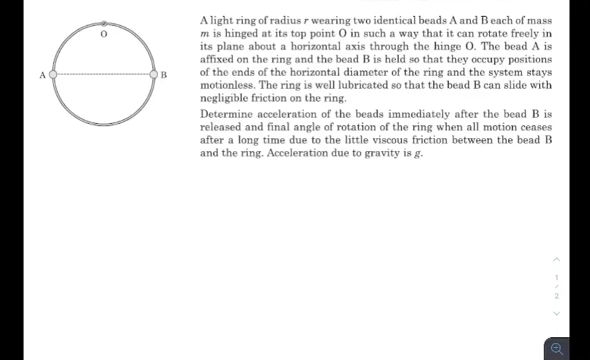 O
A
B
A light ring of radius r wearing two identical beads A and B each of mass
m is hinged at its top point O in such a way that it can rotate freely in
its plane about a horizontal axis through the hinge O. The bead A is
affixed on the ring and the bead B is held so that they occupy positions
of the ends of the horizontal diameter of the ring and the system stays
motionless. The ring is well lubricated so that the bead B can slide with
negligible friction on the ring.
Determine acceleration of the beads immediately after the bead B is
released and final angle of rotation of the ring when all motion ceases
after a long time due to the little viscous friction between the bead B
and the ring. Acceleration due to gravity is g.
1
/
2